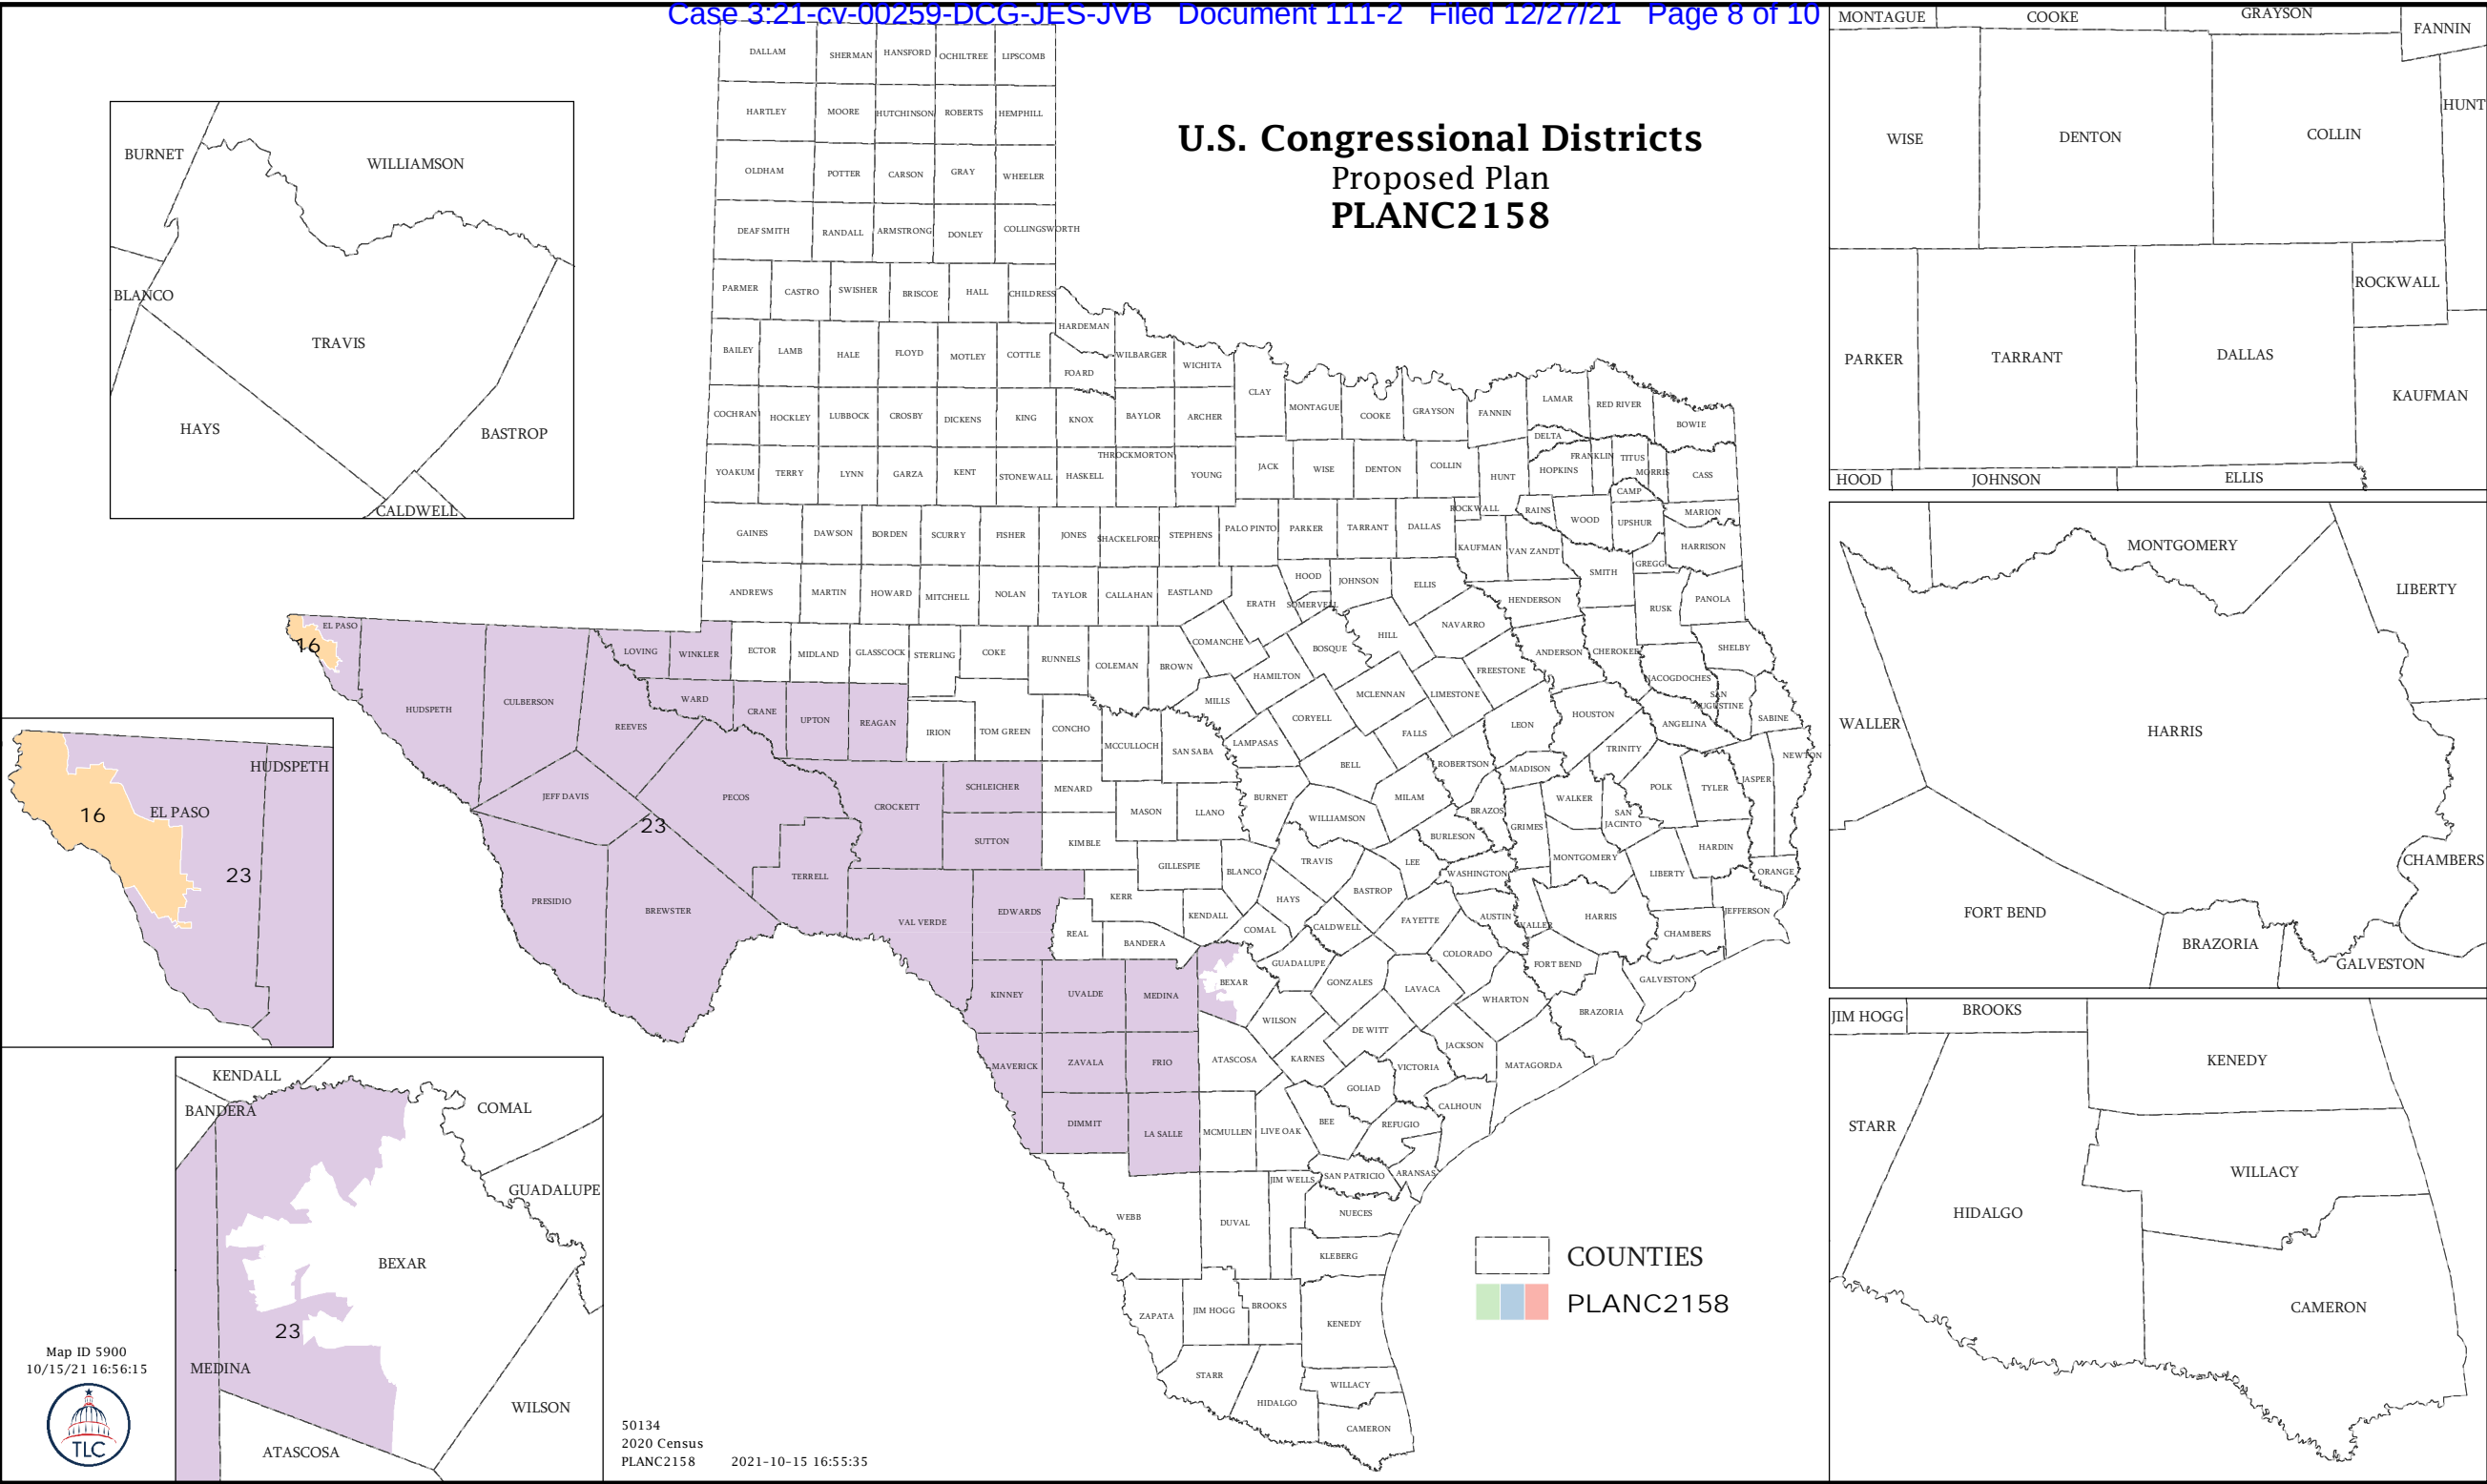 Case 3:21-cv-00259-DCG-JES-JVB Document 111-2 Filed 12/27/21 Page 8 of 10
U.S. Congressional Districts
Proposed Plan
PLANC2158
BURNET
WILLIAMSON
BLANCO
TRAVIS
HAYS
BASTROP
CALDWELL
DALLAM SHERMAN HANSFORD OCHILTREE LIPSCOMB
HARTLEY MOORE HUTCHINSON ROBERTS HEMPHILL
OLDHAM POTTER CARSON GRAY WHEELER
DEAF SMITH RANDALL ARMSTRONG DONLEY COLLINGSWORTH
PARMER CASTRO SWISHER BRISCOE HALL CHILDRESS
HARDEMAN
BAILEY LAMB HALE FLOYD MOTLEY COTTLE FOARD WILBARGER WICHITA
CLAY MONTAGUE COOKE GRAYSON FANNIN LAMAR RED RIVER BOWIE
COCHRAN HOCKLEY LUBBOCK CROSBY DICKENS KING KNOX BAYLOR ARCHER
DELTA FRANKLIN TITUS MORRIS CASS
YOAKUM TERRY LYNN GARZA KENT STONEWALL HASKELL THROCKMORTON YOUNG JACK WISE DENTON COLLIN HUNT HOPKINS
CAMP
ROCKWALL RAINS WOOD UPSHUR MARION
GAINES DAWSON BORDEN SCURRY FISHER JONES SHACKELFORD STEPHENS PALO PINTO PARKER TARRANT DALLAS
KAUFMAN VAN ZANDT HARRISON
SMITH GREGG
ANDREWS MARTIN HOWARD MITCHELL NOLAN TAYLOR CALLAHAN EASTLAND ERATH HOOD JOHNSON ELLIS
SOMERVELL HENDERSON RUSK PANOLA
EL PASO
16
LOVING WINKLER ECTOR MIDLAND GLASSCOCK STERLING COKE RUNNELS COLEMAN BROWN COMANCHE BOSQUE HILL NAVARRO
ANDERSON CHEROKEE SHELBY
HAMILTON FREESTONE NACOGDOCHES
HUDSPETH CULBERSON REEVES WARD CRANE UPTON REAGAN IRION TOM GREEN CONCHO MILLS
MCLENNAN LIMESTONE
SAN
AUGUSTINE
CORYELL FALLS LEON HOUSTON ANGELINA SABINE
MCCULLOCH SAN SABA LAMPASAS TRINITY NEWTON
BELL ROBERTSON MADISON
JEFF DAVIS PECOS CROCKETT SCHLEICHER MENARD BURNET MILAM WALKER POLK TYLER JASPER
MASON LLANO BRAZOS
SAN
JACINTO
23
WILLIAMSON GRIMES
SUTTON KIMBLE BURLESON HARDIN
TRAVIS LEE MONTGOMERY
TERRELL GILLESPIE BLANCO WASHINGTON LIBERTY ORANGE
PRESIDIO BREWSTER VAL VERDE EDWARDS KERR HAYS BASTROP
KENDALL AUSTIN WALLER HARRIS JEFFERSON
REAL BANDERA COMAL CALDWELL FAYETTE CHAMBERS
GUADALUPE COLORADO FORT BEND
KINNEY UVALDE MEDINA BEXAR GONZALES LAVACA WHARTON BRAZORIA GALVESTON
WILSON DE WITT
MAVERICK ZAVALA FRIO ATASCOSA KARNES JACKSON MATAGORDA
VICTORIA
GOLIAD CALHOUN
DIMMIT LA SALLE MCMULLEN LIVE OAK BEE REFUGIO
JIM WELLS SAN PATRICIO ARANSAS
WEBB DUVAL NUECES
KLEBERG
ZAPATA JIM HOGG BROOKS KENEDY
STARR WILLACY
HIDALGO
CAMERON
HUDSPETH
16
EL PASO
23
KENDALL
BANDERA
COMAL
GUADALUPE
BEXAR
23
MEDINA
WILSON
ATASCOSA
Map ID 5900
10/15/21 16:56:15
TLC
50134
2020 Census
PLANC2158 2021-10-15 16:55:35
COUNTIES
PLANC2158
MONTAGUE COOKE GRAYSON
FANNIN
HUNT
WISE DENTON COLLIN
ROCKWALL
PARKER TARRANT DALLAS
KAUFMAN
HOOD JOHNSON ELLIS
MONTGOMERY
LIBERTY
WALLER HARRIS
CHAMBERS
FORT BEND
BRAZORIA
GALVESTON
JIM HOGG BROOKS
KENEDY
STARR
WILLACY
HIDALGO
CAMERON